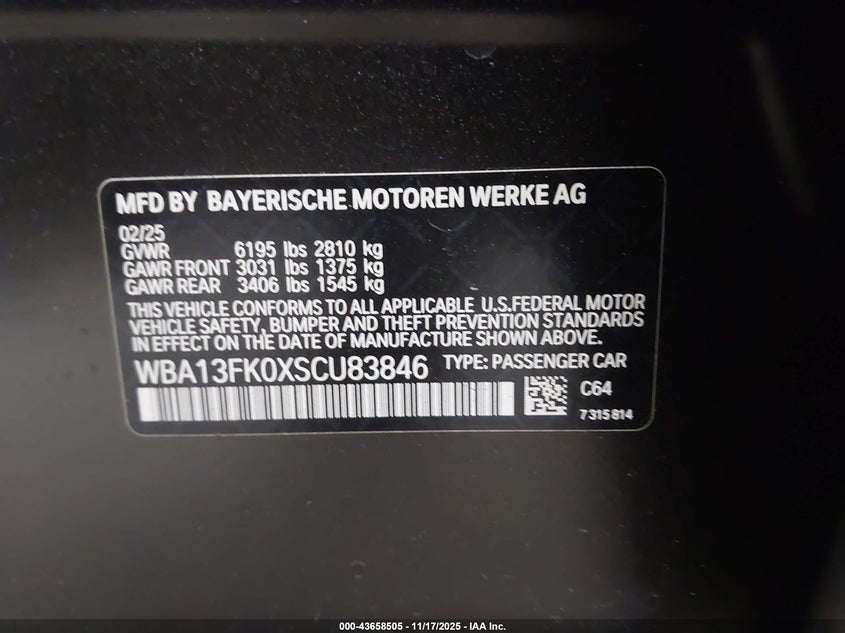 MFD BY BAYERISCHE MOTOREN WERKE AG
02/25
GVWR 6195 lbs 2810 kg
GAWR FRONT 3031 lbs 1375 kg
GAWR REAR 3406 lbs 1545 kg
THIS VEHICLE CONFORMS TO ALL APPLICABLE U.S.FEDERAL MOTOR
VEHICLE SAFETY, BUMPER AND THEFT PREVENTION STANDARDS
IN EFFECT ON THE DATE OF MANUFACTURE SHOWN ABOVE.
WBA13FK0XSCU83846 TYPE: PASSENGER CAR
C64
7315814
000-43658505 - 11/17/2025 - IAA Inc.